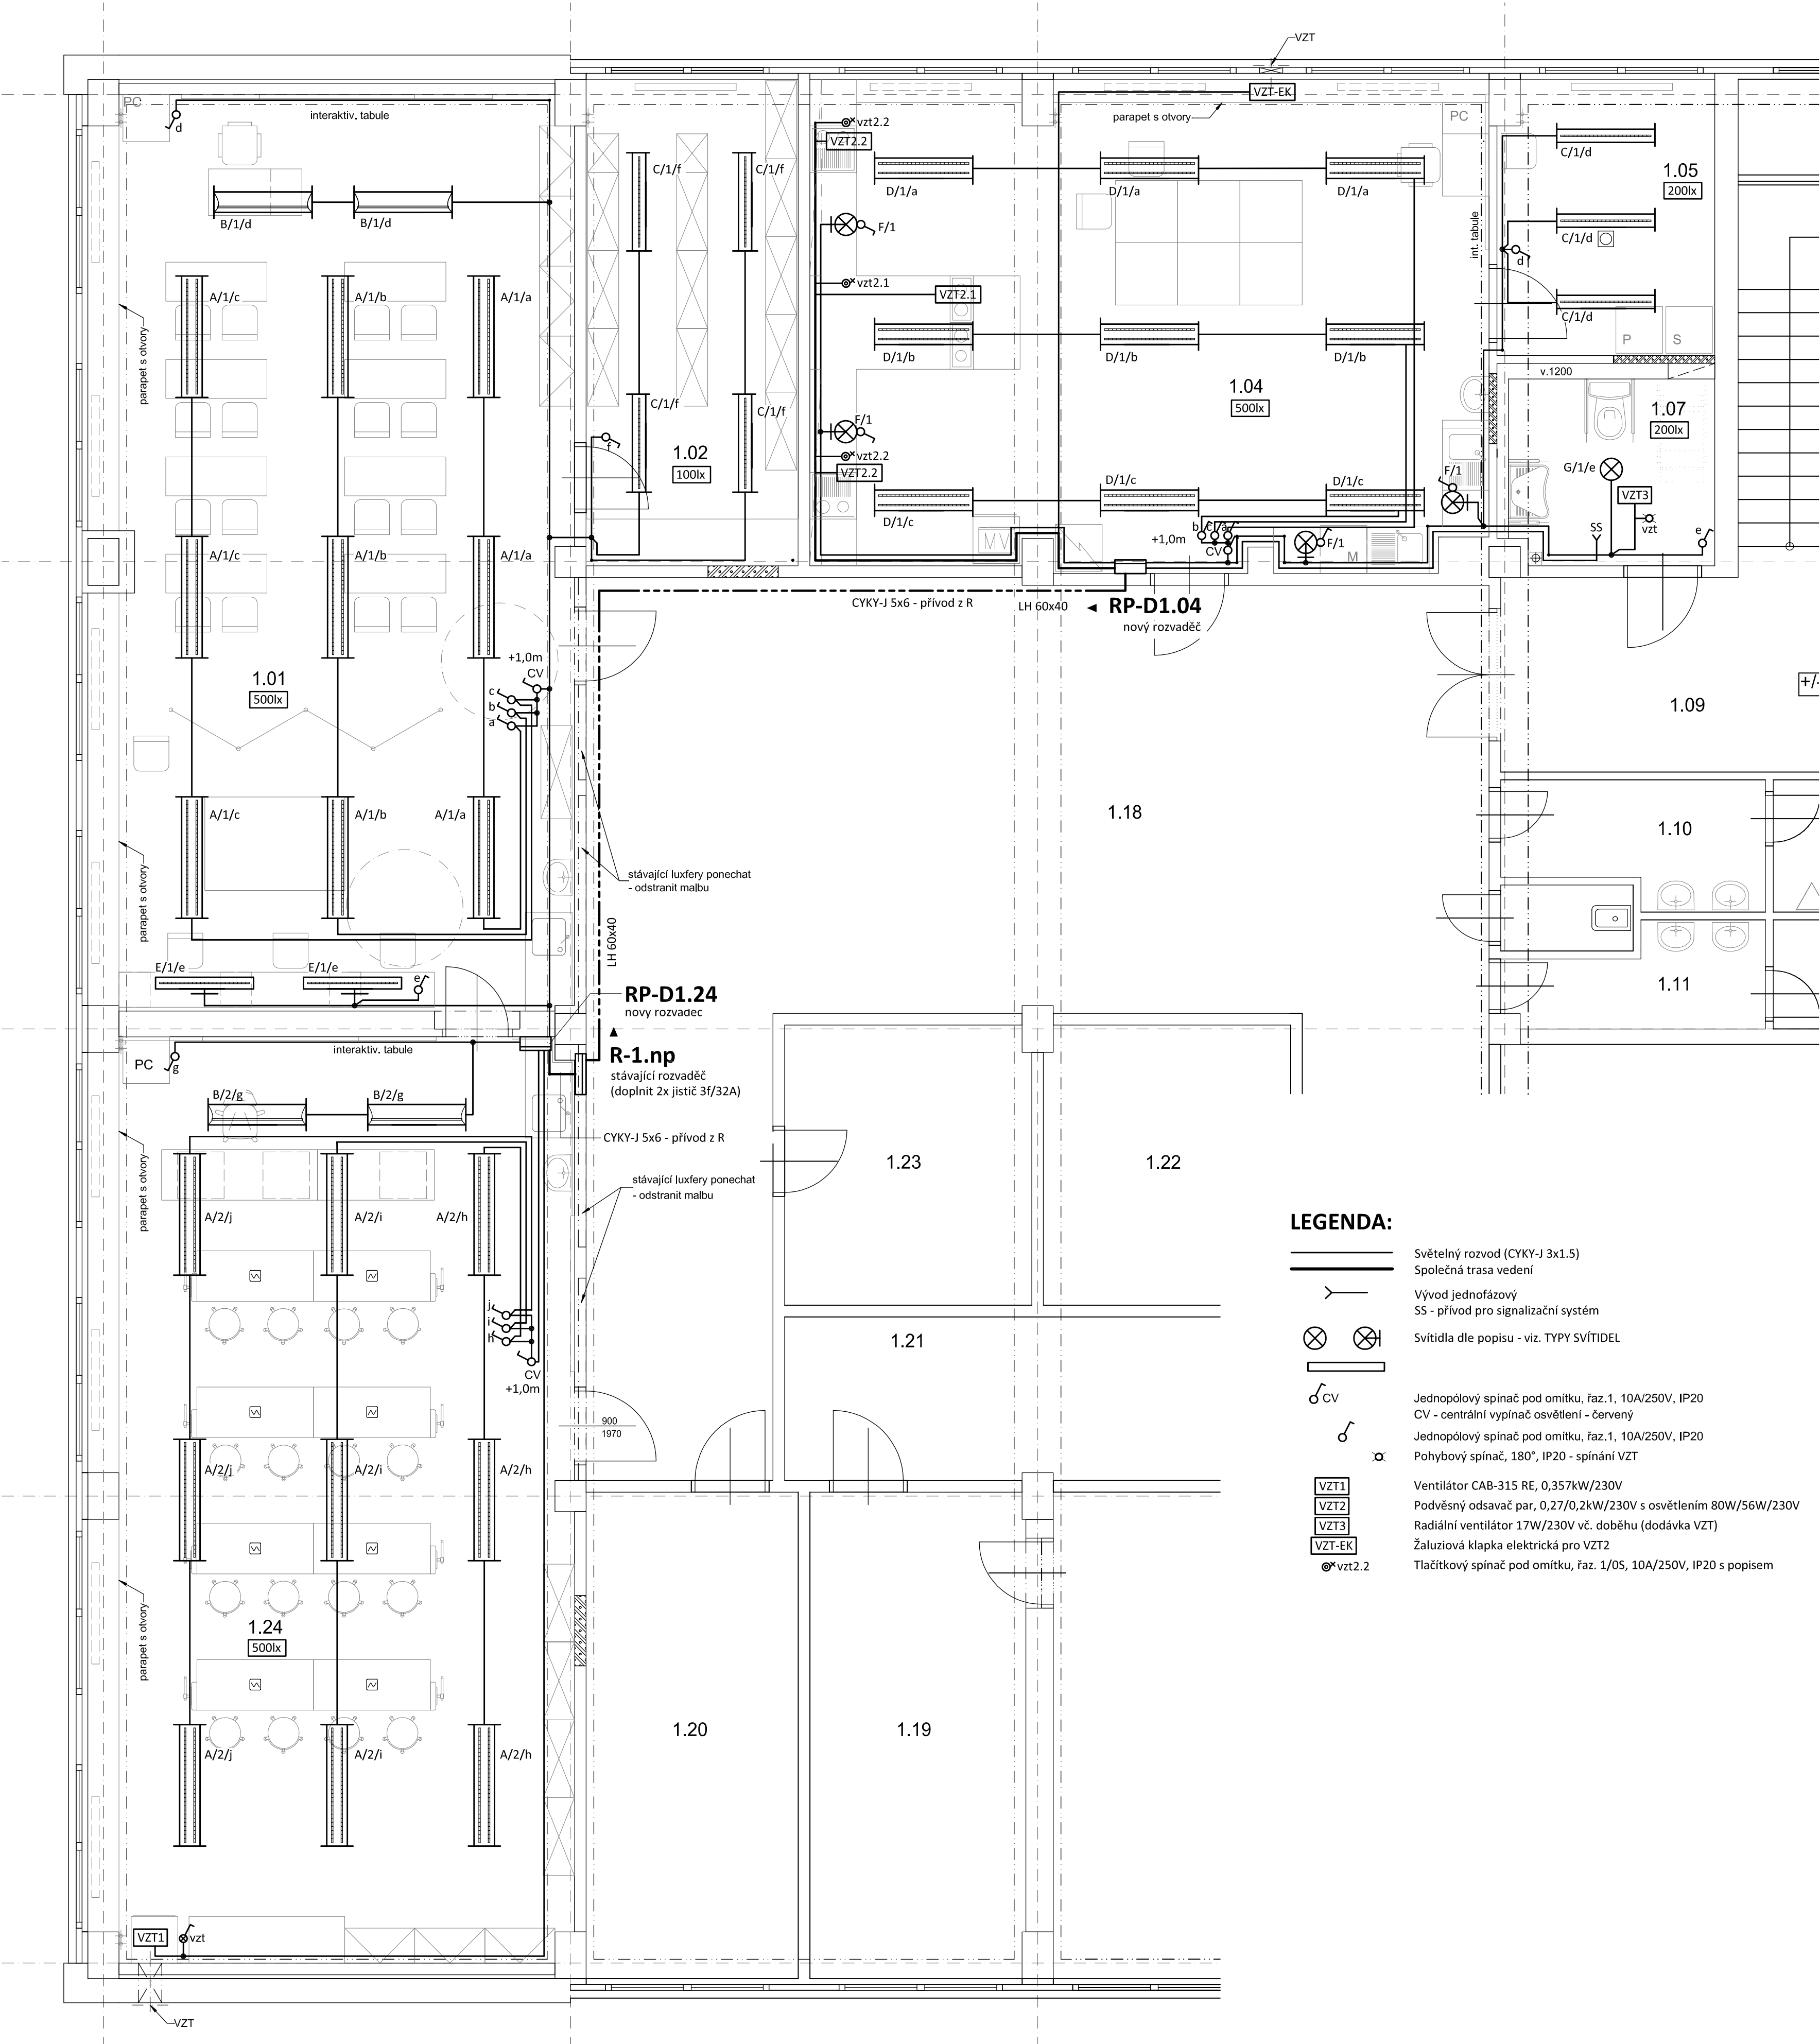 VZT
PC
d
interaktiv. tabule
B/1/d
B/1/d
A/1/c
A/1/b
A/1/a
parapet s otvory
A/1/c
A/1/b
A/1/a
1.01
500lx
+1,0m
CV
c
b
a
A/1/c
A/1/b
A/1/a
parapet s otvory
E/1/e
E/1/e
e
C/1/f
C/1/f
C/1/f
C/1/f
f
1.02
100lx
vzt2.2
VZT2.2
F/1
vzt2.1
VZT2.1
F/1
vzt2.2
VZT2.2
VZT-EK
parapet s otvory
PC
D/1/a
D/1/a
D/1/a
int. tabule
D/1/b
D/1/b
D/1/b
1.04
500lx
D/1/c
D/1/c
D/1/c
MV
b
c
a
+1,0m
CV
F/1
M
F/1
C/1/d
1.05
200lx
C/1/d
d
C/1/d
P
S
v.1200
1.07
200lx
G/1/e
VZT3
vzt
SS
e
CYKY-J 5x6 - přívod z R
LH 60x40
RP-D1.04
nový rozvaděč
1.09
+/-
1.18
1.10
1.11
stávající luxfery ponechat
- odstranit malbu
LH 60x40
RP-D1.24
nový rozvaděč
R-1.np
stávající rozvaděč
(doplnit 2x jistič 3f/32A)
CYKY-J 5x6 - přívod z R
stávající luxfery ponechat
- odstranit malbu
PC
g
interaktiv. tabule
B/2/g
B/2/g
parapet s otvory
A/2/j
A/2/i
A/2/h
j
i
h
CV
+1,0m
A/2/j
A/2/i
A/2/h
1.24
500lx
parapet s otvory
A/2/j
A/2/i
A/2/h
VZT1
vzt
VZT
900
1970
1.23
1.22
1.21
1.20
1.19
LEGENDA:
Světelný rozvod (CYKY-J 3x1.5)
Společná trasa vedení
Vývod jednofázový
SS - přívod pro signalizační systém
Svítidla dle popisu - viz. TYPY SVÍTIDEL
CV Jednopólový spínač pod omítku, řaz.1, 10A/250V, IP20
CV - centrální vypínač osvětlení - červený
Jednopólový spínač pod omítku, řaz.1, 10A/250V, IP20
Pohybový spínač, 180°, IP20 - spínání VZT
VZT1 Ventilátor CAB-315 RE, 0,357kW/230V
VZT2 Podvěsný odsavač par, 0,27/0,2kW/230V s osvětlením 80W/56W/230V
VZT3 Radiální ventilátor 17W/230V vč. doběhu (dodávka VZT)
VZT-EK Žaluziová klapka elektrická pro VZT2
vzt2.2 Tlačítkový spínač pod omítku, řaz. 1/0S, 10A/250V, IP20 s popisem